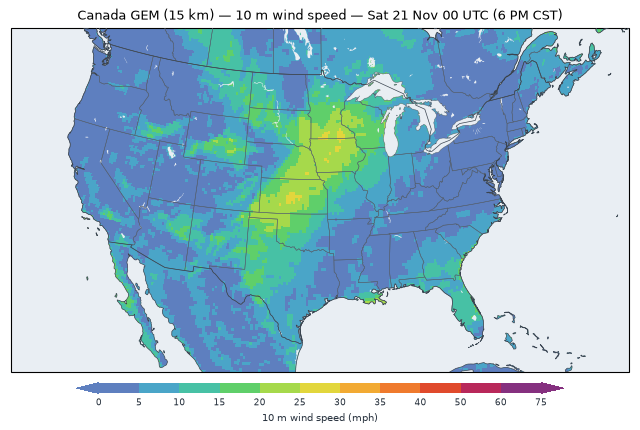 Canada GEM (15 km) — 10 m wind speed — Sat 21 Nov 00 UTC (6 PM CST)
0 5 10 15 20 25 30 35 40 50 60 75
10 m wind speed (mph)